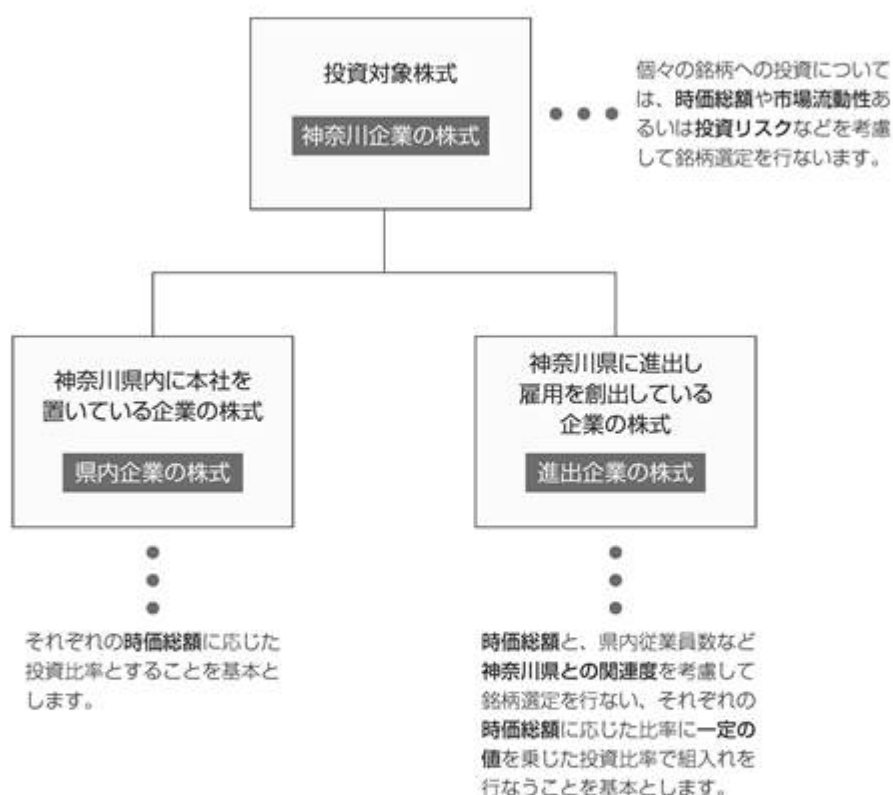 投資対象株式
神奈川企業の株式
個々の銘柄への投資について
は、時価総額や市場流動性あ
るいは投資リスクなどを考慮
して銘柄選定を行ないます。
神奈川県内に本社を
置いている企業の株式
県内企業の株式
それぞれの時価総額に応じた
投資比率とすることを基本と
します。
神奈川県に進出し
雇用を創出している
企業の株式
進出企業の株式
時価総額と、県内従業員数など
神奈川県との関連度を考慮して
銘柄選定を行ない、それぞれの
時価総額に応じた比率に一定の
値を乗じた投資比率で組入れを
行なうことを基本とします。